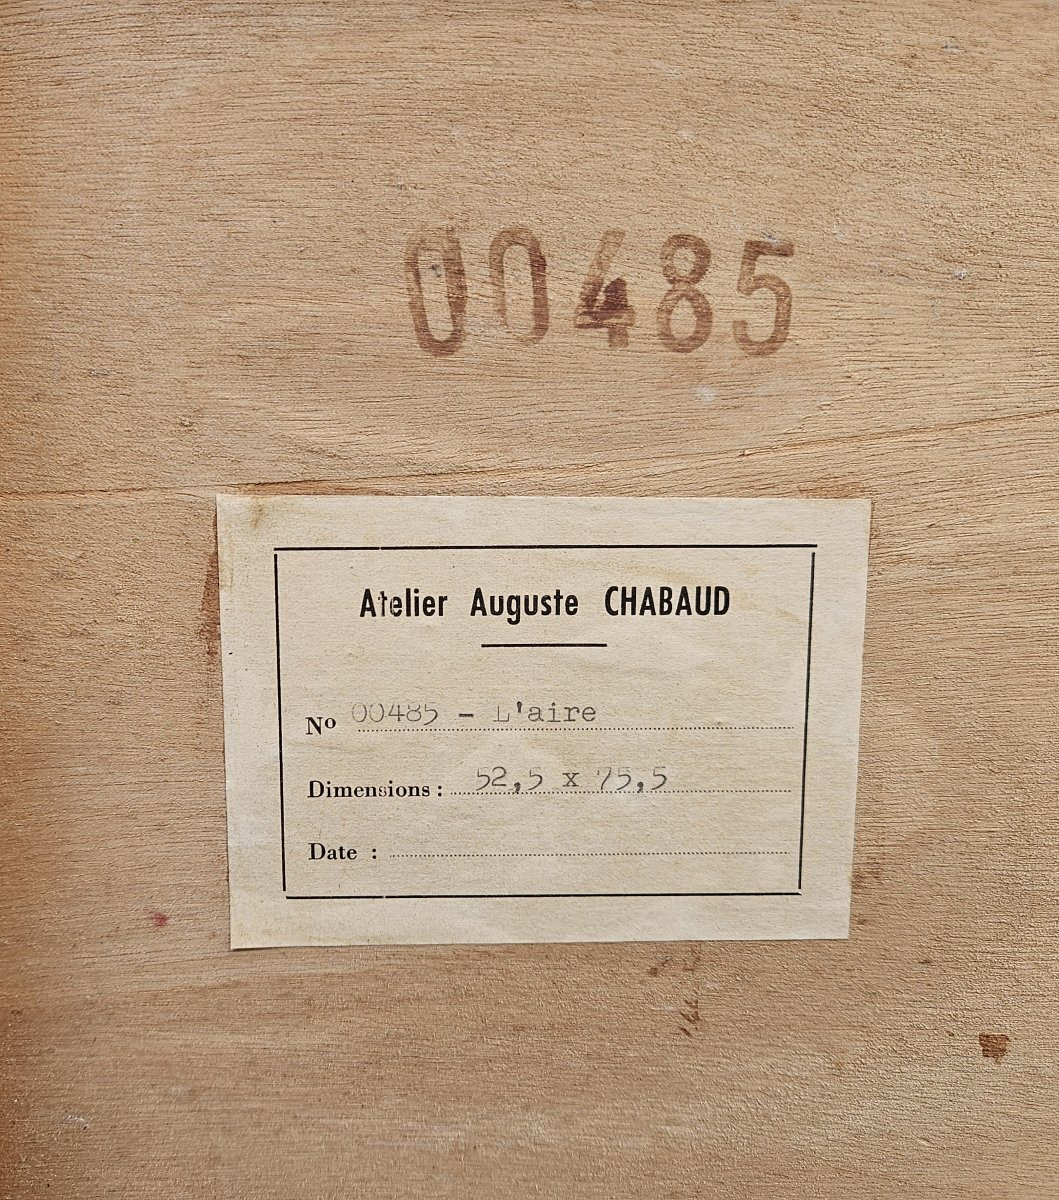 00485
Atelier Auguste CHABAUD
Nº 00485 - L'aire
Dimensions : 52,5 x 75,5
Date :